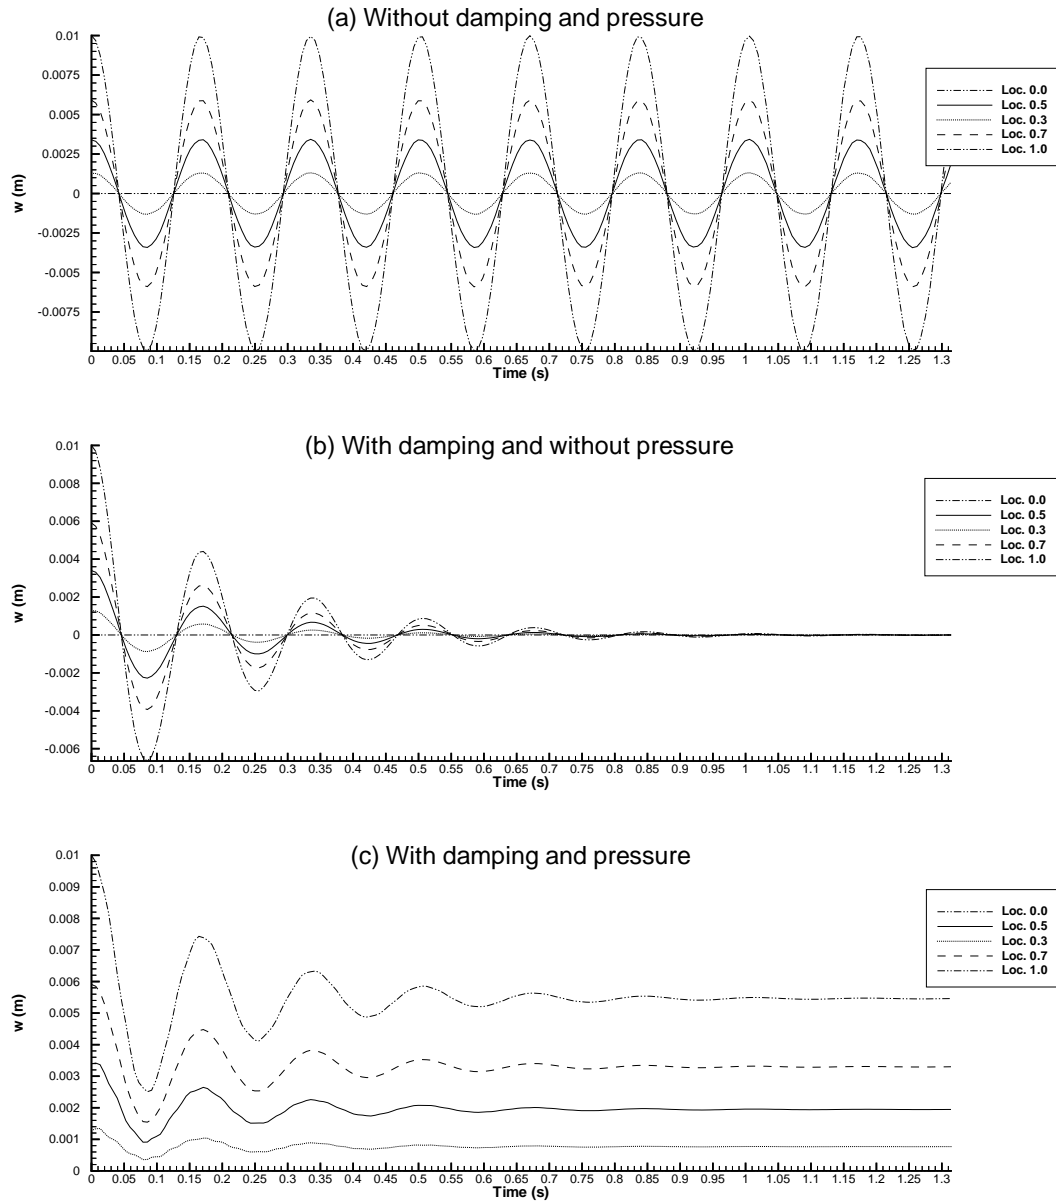 (a) Without damping and pressure
w (m)
0.01
0.0075
0.005
0.0025
0
-0.0025
-0.005
-0.0075
0 0.05 0.1 0.15 0.2 0.25 0.3 0.35 0.4 0.45 0.5 0.55 0.6 0.65 0.7 0.75 0.8 0.85 0.9 0.95 1 1.05 1.1 1.15 1.2 1.25 1.3
Time (s)
Loc. 0.0
Loc. 0.5
Loc. 0.3
Loc. 0.7
Loc. 1.0
(b) With damping and without pressure
w (m)
0.01
0.008
0.006
0.004
0.002
0
-0.002
-0.004
-0.006
0 0.05 0.1 0.15 0.2 0.25 0.3 0.35 0.4 0.45 0.5 0.55 0.6 0.65 0.7 0.75 0.8 0.85 0.9 0.95 1 1.05 1.1 1.15 1.2 1.25 1.3
Time (s)
Loc. 0.0
Loc. 0.5
Loc. 0.3
Loc. 0.7
Loc. 1.0
(c) With damping and pressure
w (m)
0.01
0.009
0.008
0.007
0.006
0.005
0.004
0.003
0.002
0.001
0
0 0.05 0.1 0.15 0.2 0.25 0.3 0.35 0.4 0.45 0.5 0.55 0.6 0.65 0.7 0.75 0.8 0.85 0.9 0.95 1 1.05 1.1 1.15 1.2 1.25 1.3
Time (s)
Loc. 0.0
Loc. 0.5
Loc. 0.3
Loc. 0.7
Loc. 1.0